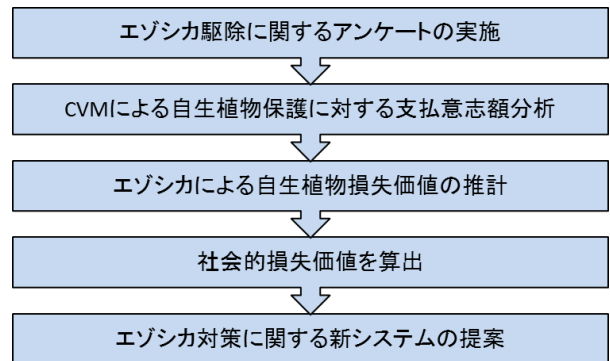 エゾシカ駆除に関するアンケートの実施
CVMによる自生植物保護に対する支払意志額分析
エゾシカによる自生植物損失価値の推計
社会的損失価値を算出
エゾシカ対策に関する新システムの提案